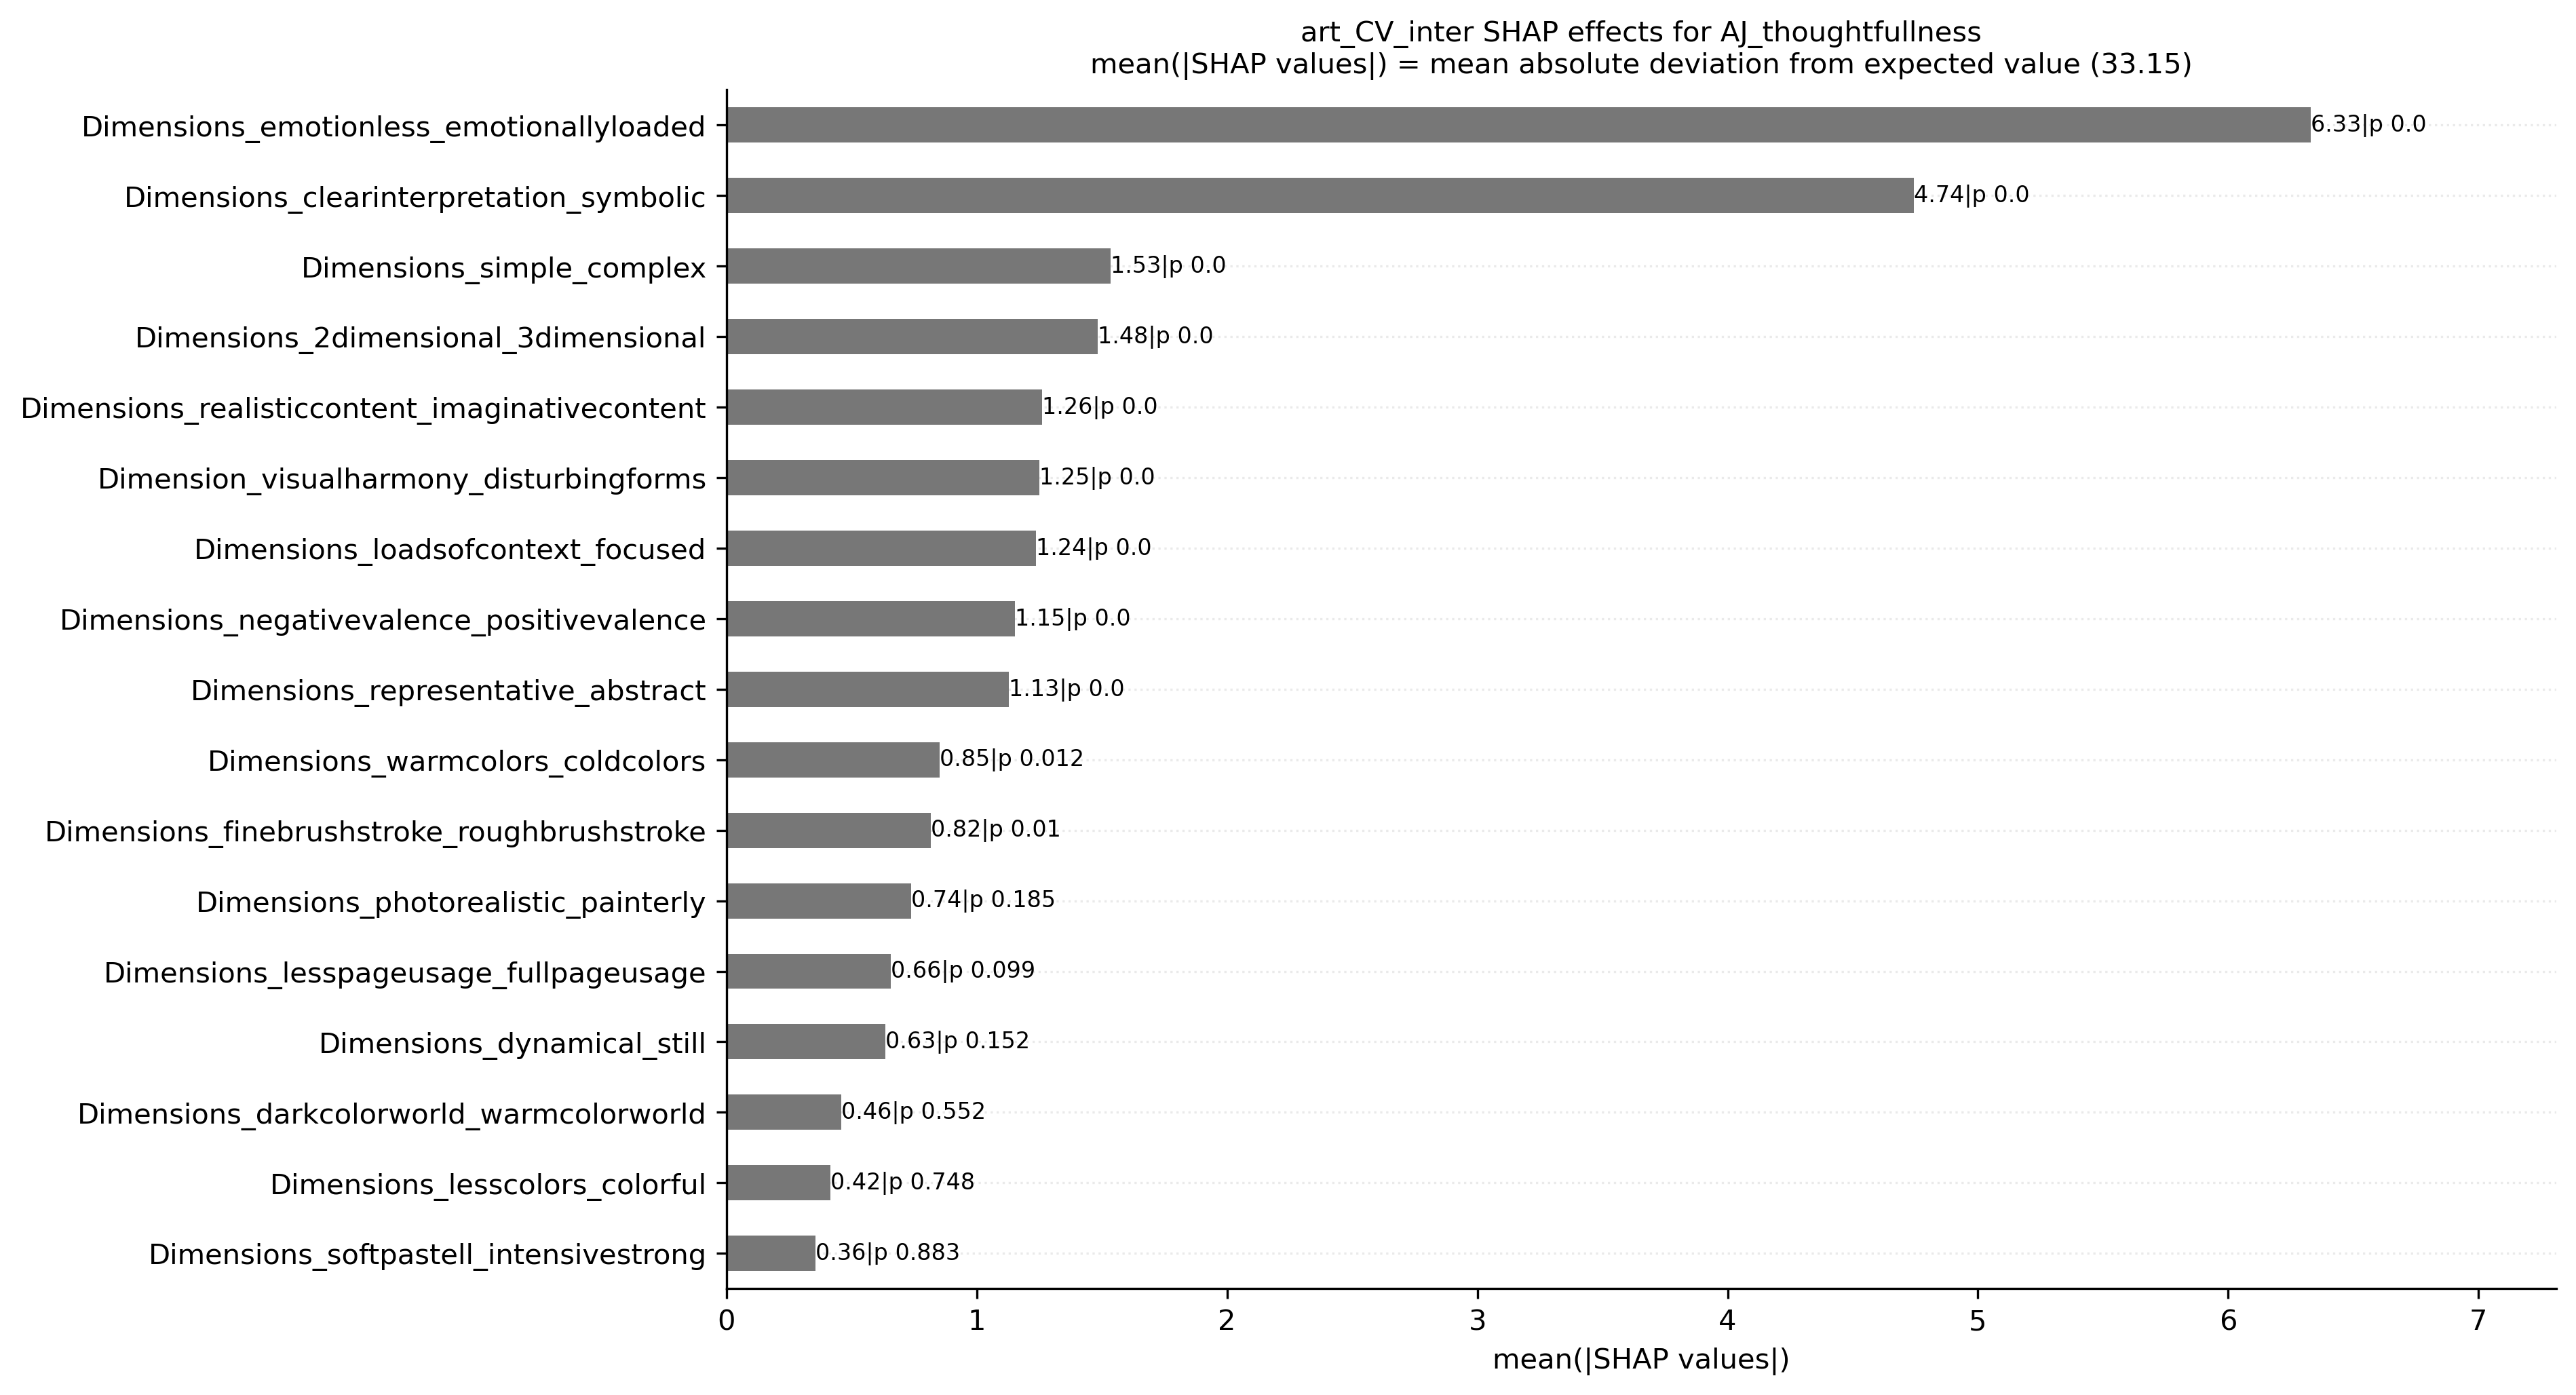 art_CV_inter SHAP effects for AJ_thoughtfullness
mean(|SHAP values|) = mean absolute deviation from expected value (33.15)
Dimensions_emotionless_emotionallyloaded 6.33|p 0.0
Dimensions_clearinterpretation_symbolic 4.74|p 0.0
Dimensions_simple_complex 1.53|p 0.0
Dimensions_2dimensional_3dimensional 1.48|p 0.0
Dimensions_realisticcontent_imaginativecontent 1.26|p 0.0
Dimension_visualharmony_disturbingforms 1.25|p 0.0
Dimensions_loadsofcontext_focused 1.24|p 0.0
Dimensions_negativevalence_positivevalence 1.15|p 0.0
Dimensions_representative_abstract 1.13|p 0.0
Dimensions_warmcolors_coldcolors 0.85|p 0.012
Dimensions_finebrushstroke_roughbrushstroke 0.82|p 0.01
Dimensions_photorealistic_painterly 0.74|p 0.185
Dimensions_lesspageusage_fullpageusage 0.66|p 0.099
Dimensions_dynamical_still 0.63|p 0.152
Dimensions_darkcolorworld_warmcolorworld 0.46|p 0.552
Dimensions_lesscolors_colorful 0.42|p 0.748
Dimensions_softpastell_intensivestrong 0.36|p 0.883
0 1 2 3 4 5 6 7
mean(|SHAP values|)